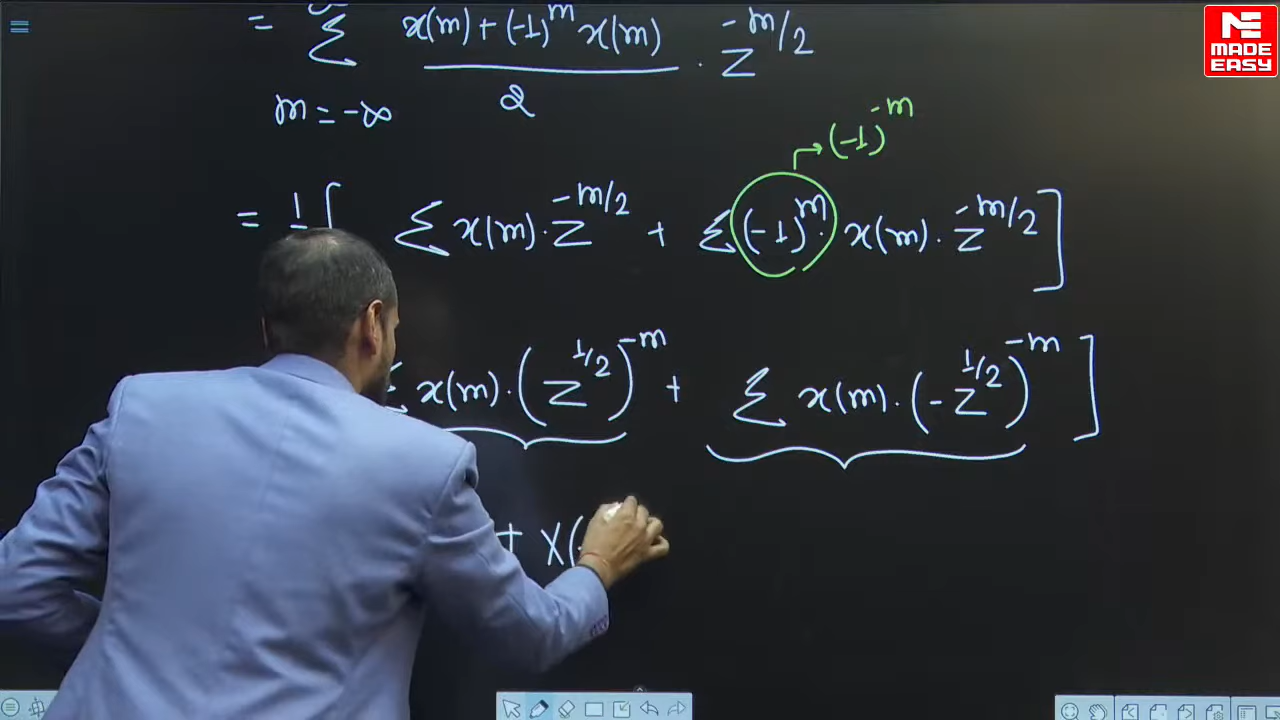 MADE EASY
= Σ x(m) + (-1)^m x(m) / 2 · z^-m/2
m = -∞
→ (-1)^-m
= 1 [ Σ x(m) · z^-m/2 + Σ (-1)^m · x(m) · z^-m/2 ]
Σ x(m) · (z^1/2)^-m + Σ x(m) · (-z^1/2)^-m ]
+ X(